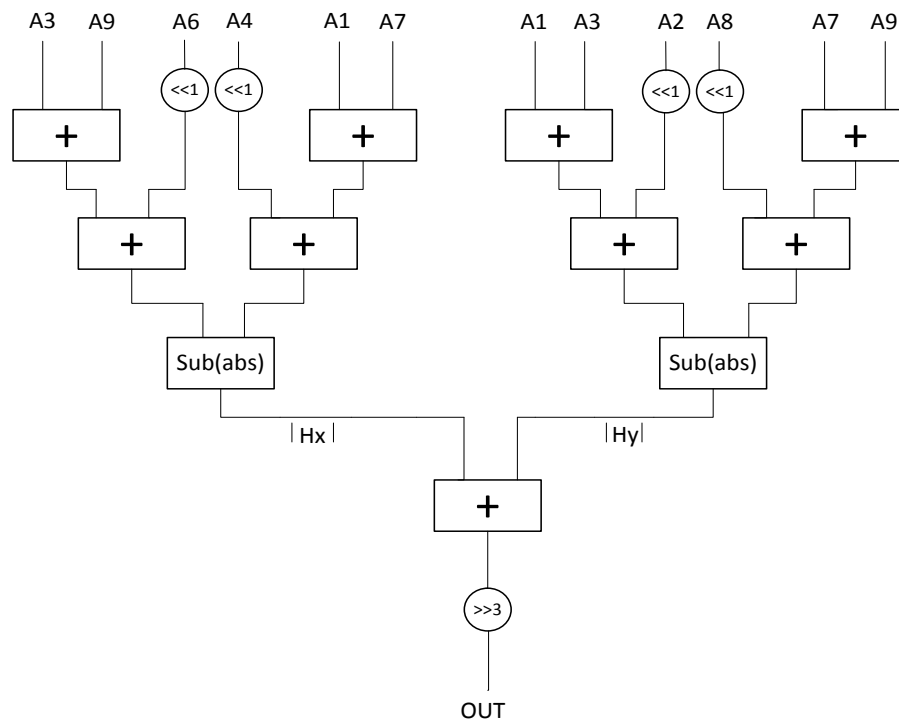 A3 A9 A6 A4 A1 A7 A1 A3 A2 A8 A7 A9
<<1 <<1 <<1 <<1
+ + + +
+ + + +
Sub(abs) Sub(abs)
|Hx| |Hy|
+
>>3
OUT